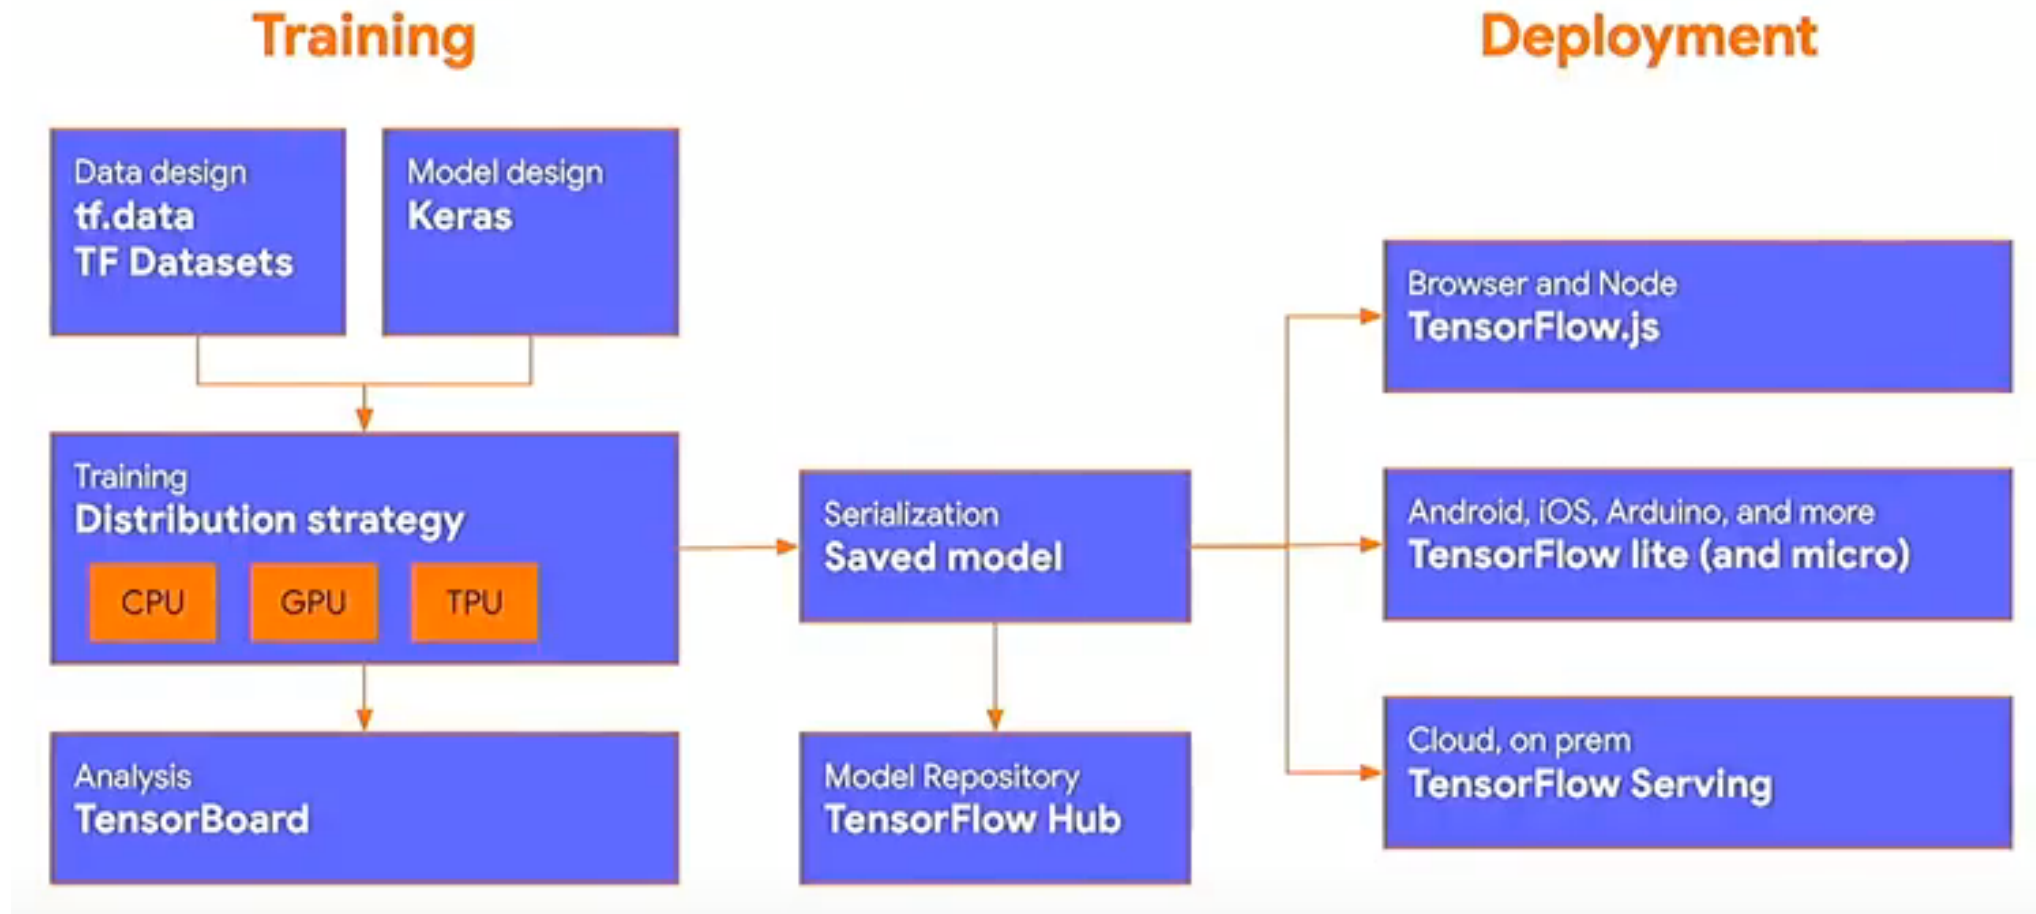 Training
Deployment
Data design
tf.data
TF Datasets
Model design
Keras
Training
Distribution strategy
CPU
GPU
TPU
Analysis
TensorBoard
Serialization
Saved model
Model Repository
TensorFlow Hub
Browser and Node
TensorFlow.js
Android, iOS, Arduino, and more
TensorFlow lite (and micro)
Cloud, on prem
TensorFlow Serving